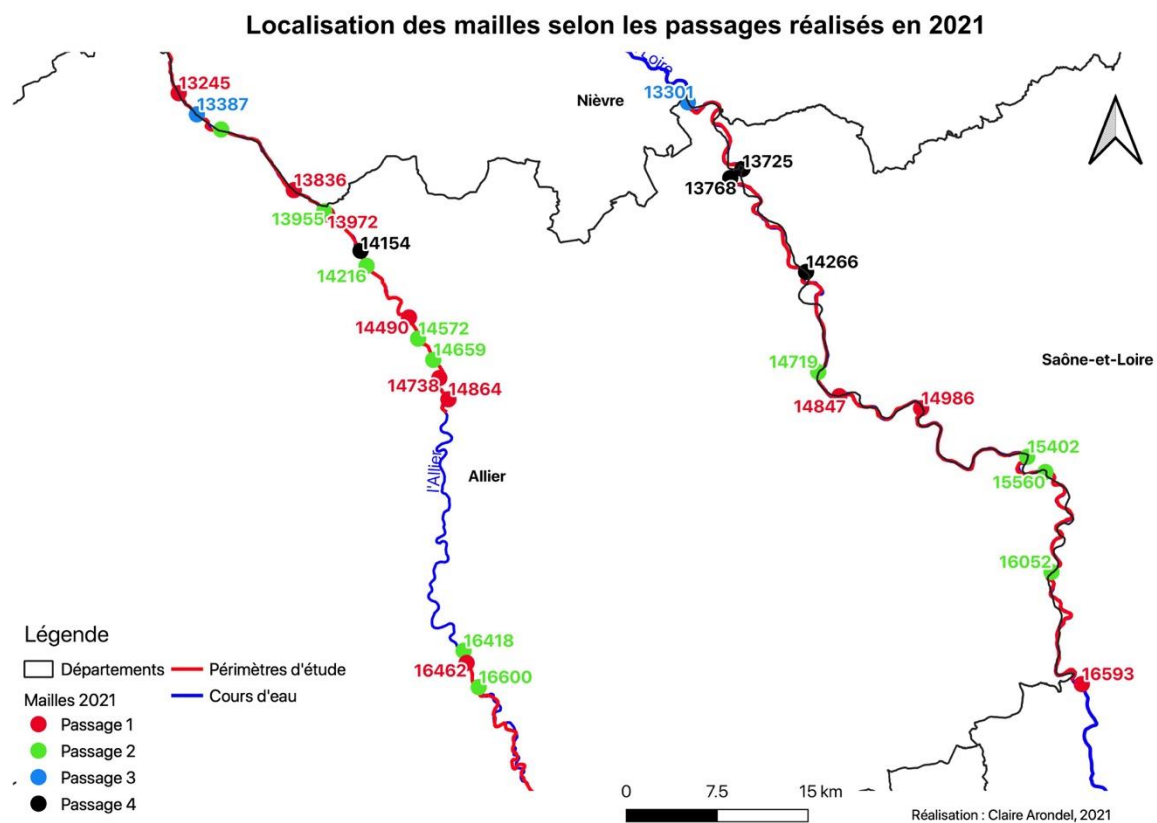 Localisation des mailles selon les passages réalisés en 2021
Loire
13245
13387
13301
Nièvre
13725
13768
13836
13955
13972
14154
14216
14266
14490
14572
14659
14738
14864
14719
14847
14986
Saône-et-Loire
15402
15560
l'Allier
Allier
16052
16418
16462
16600
16593
Légende
Départements
Périmètres d'étude
Mailles 2021
Cours d'eau
Passage 1
Passage 2
Passage 3
Passage 4
0 7.5 15 km
Réalisation : Claire Arondel, 2021